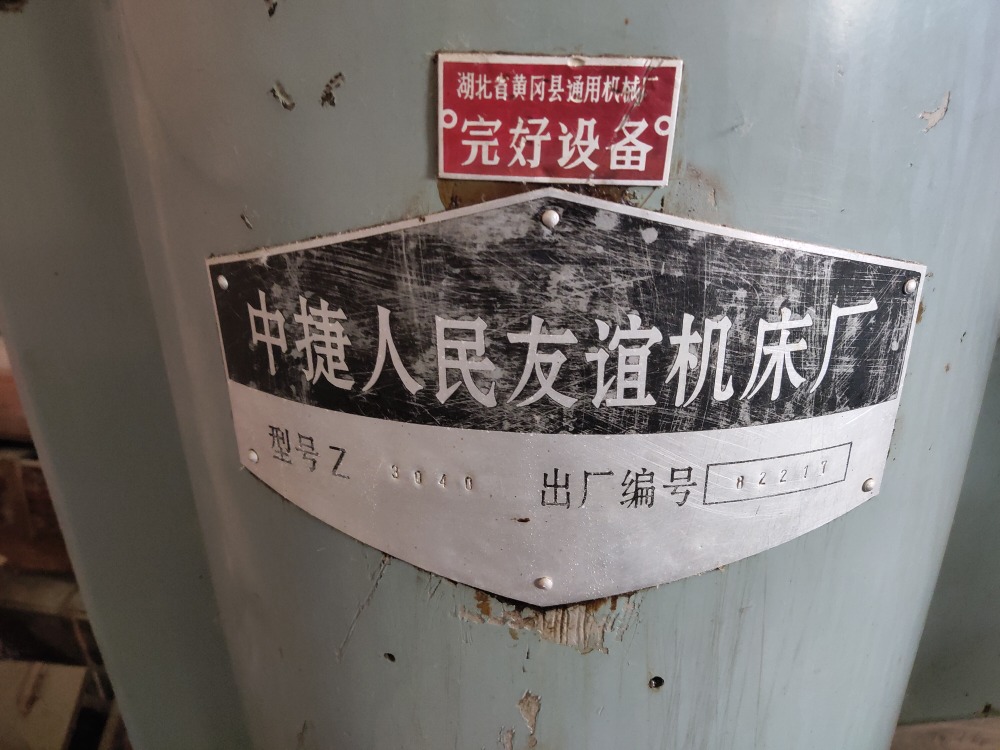 湖北省黄冈县通用机械厂
完好设备
中捷人民友谊机床厂
型号Z 3040 出厂编号 82217